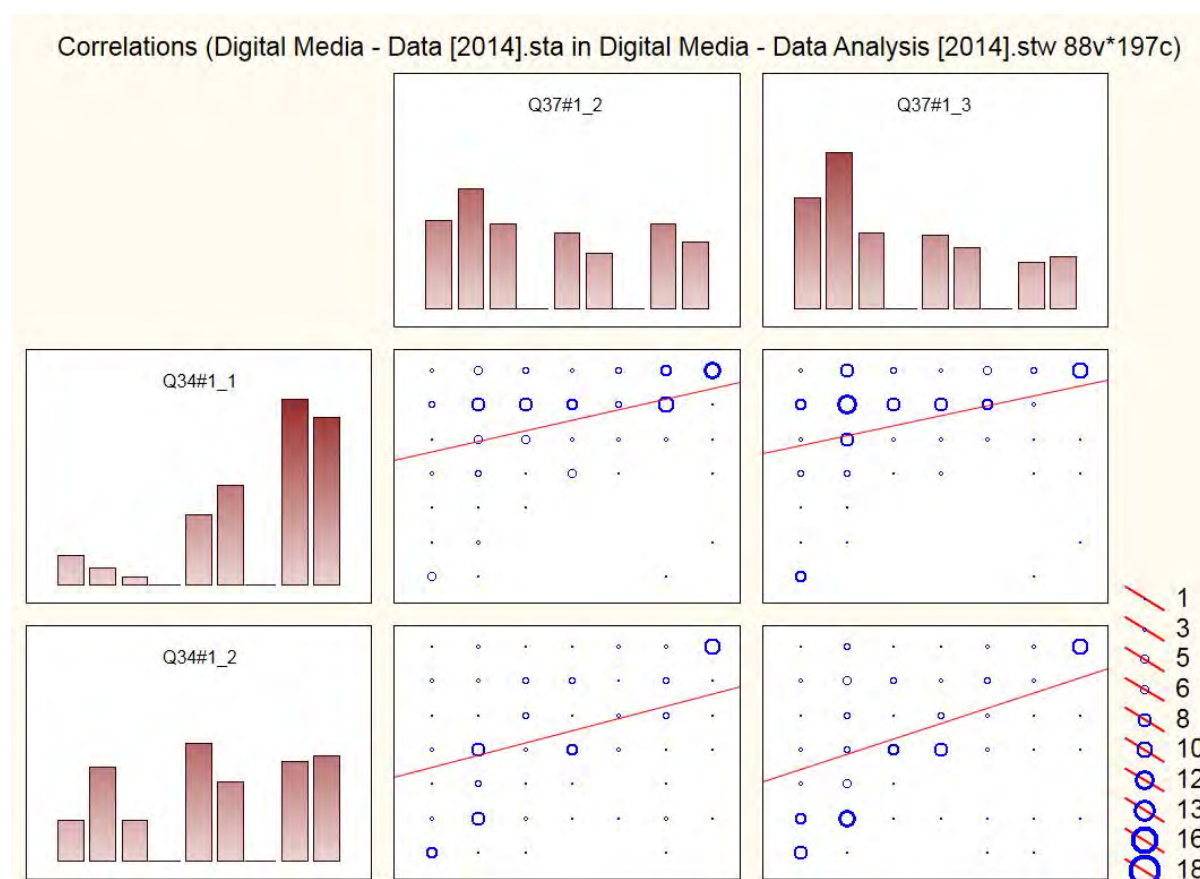 Correlations (Digital Media - Data [2014].sta in Digital Media - Data Analysis [2014].stw 88v*197c)
Q37#1_2
Q37#1_3
Q34#1_1
Q34#1_2
1
3
5
6
8
10
12
13
16
18